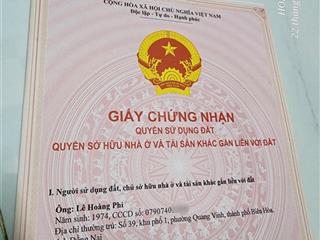 CỘNG HÒA XÃ HỘI CHỦ NGHĨA VIỆT NAM
Độc lập - Tự do - Hạnh phúc
GIẤY CHỨNG NHẬN
QUYỀN SỬ DỤNG ĐẤT
QUYỀN SỞ HỮU NHÀ Ở VÀ TÀI SẢN KHÁC GẮN LIỀN VỚI ĐẤT
I. Người sử dụng đất, chủ sở hữu nhà ở và tài sản khác gắn liền với đất
Ông: Lê Hoàng Phi
Năm sinh: 1974, CCCD số: 0790740
Địa chỉ thường trú: Số 39, khu phố 1, phường Quang Vinh, thành phố Biên Hòa,
Đồng Nai
22 tháng